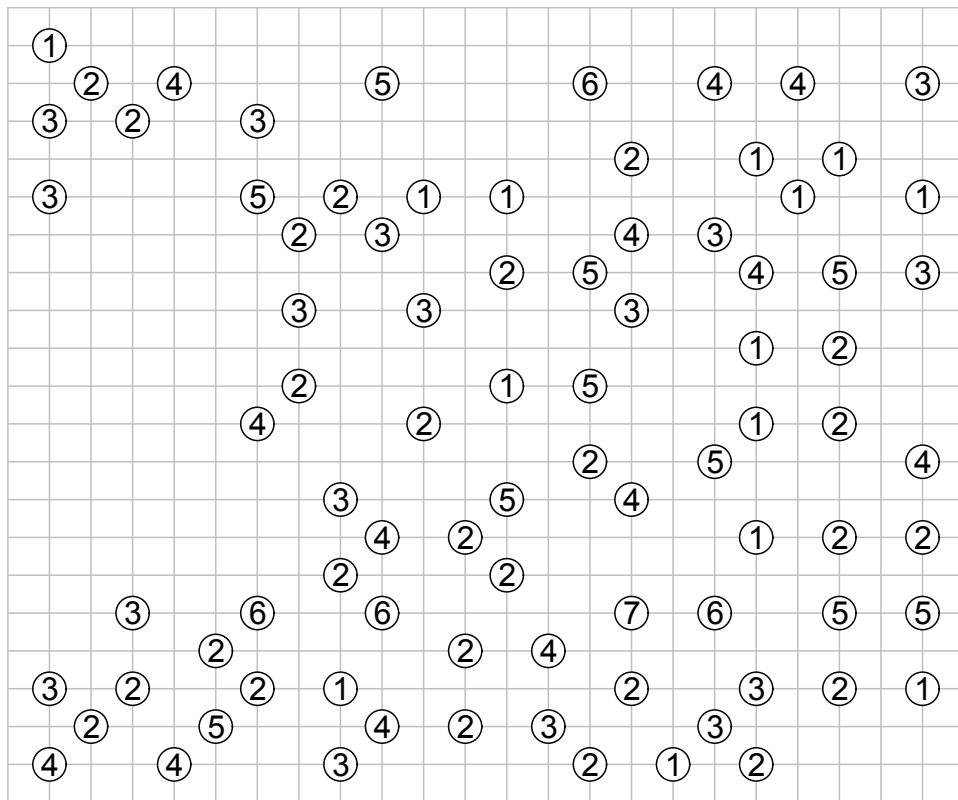 1
2 4 5 6 4 4 3
3 2 3
2 1 1
3 5 2 1 1 1 1
2 3 4 3
2 5 4 5 3
3 3 3
1 2
2 1 5
4 2 1 2
2 5 4
3 5 4
4 2 1 2 2
2 2
3 6 6 7 6 5 5
2 2 4
3 2 2 1 2 3 2 1
2 5 4 2 3 3
4 4 3 2 1 2